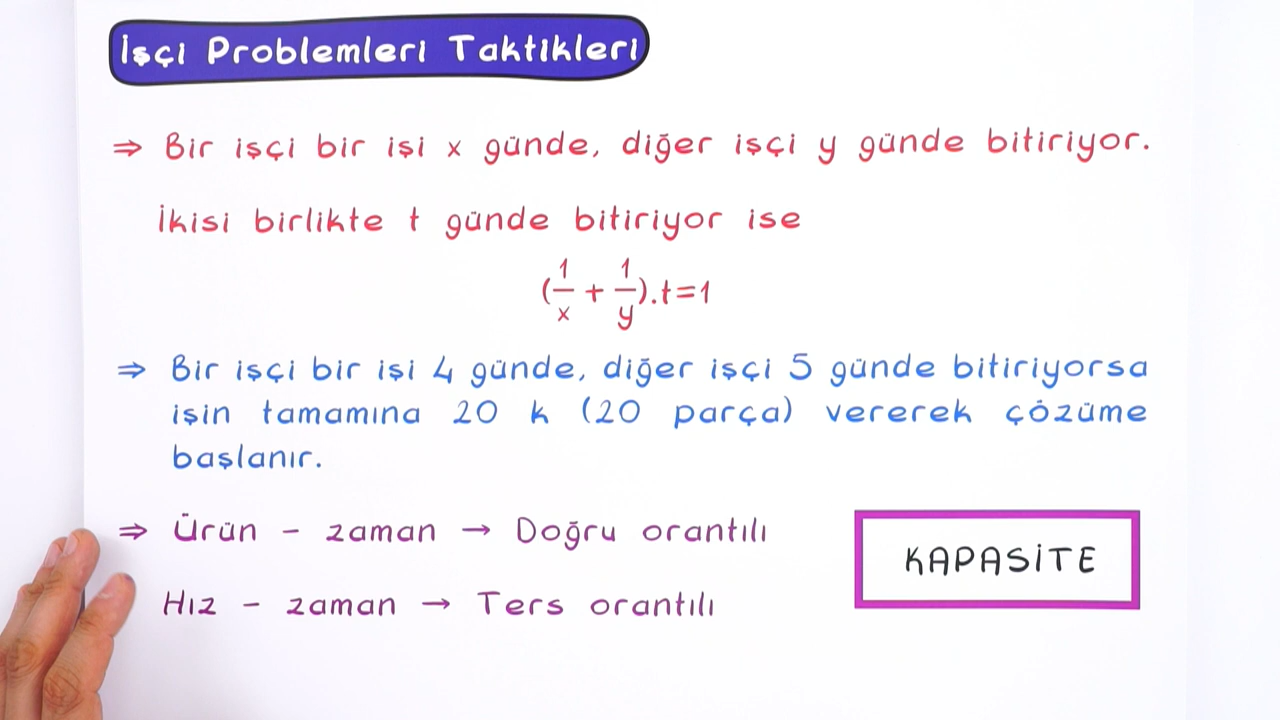 İşçi Problemleri Taktikleri
⇒ Bir işçi bir işi x günde, diğer işçi y günde bitiriyor.
İkisi birlikte t günde bitiriyor ise
(1/x + 1/y).t=1
⇒ Bir işçi bir işi 4 günde, diğer işçi 5 günde bitiriyorsa
işin tamamına 20 k (20 parça) vererek çözüme
başlanır.
⇒ Ürün - zaman → Doğru orantılı
Hız - zaman → Ters orantılı
KAPASİTE